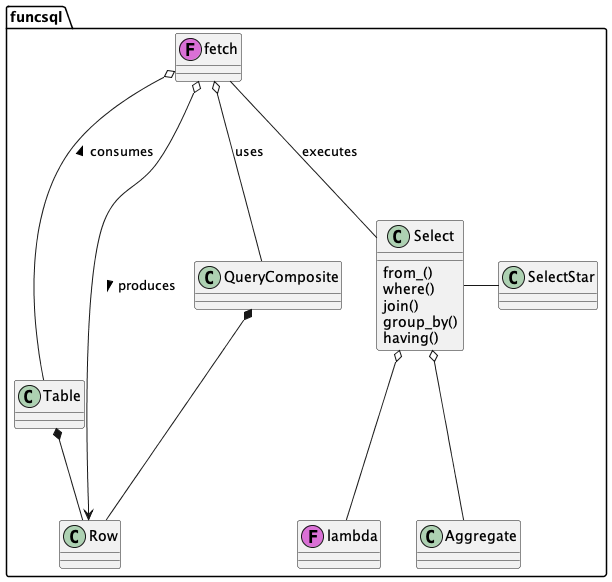 funcsql
F fetch
consumes
uses
executes
C Select
from_()
where()
join()
group_by()
having()
C QueryComposite
C SelectStar
produces
C Table
C Row
F lambda
C Aggregate